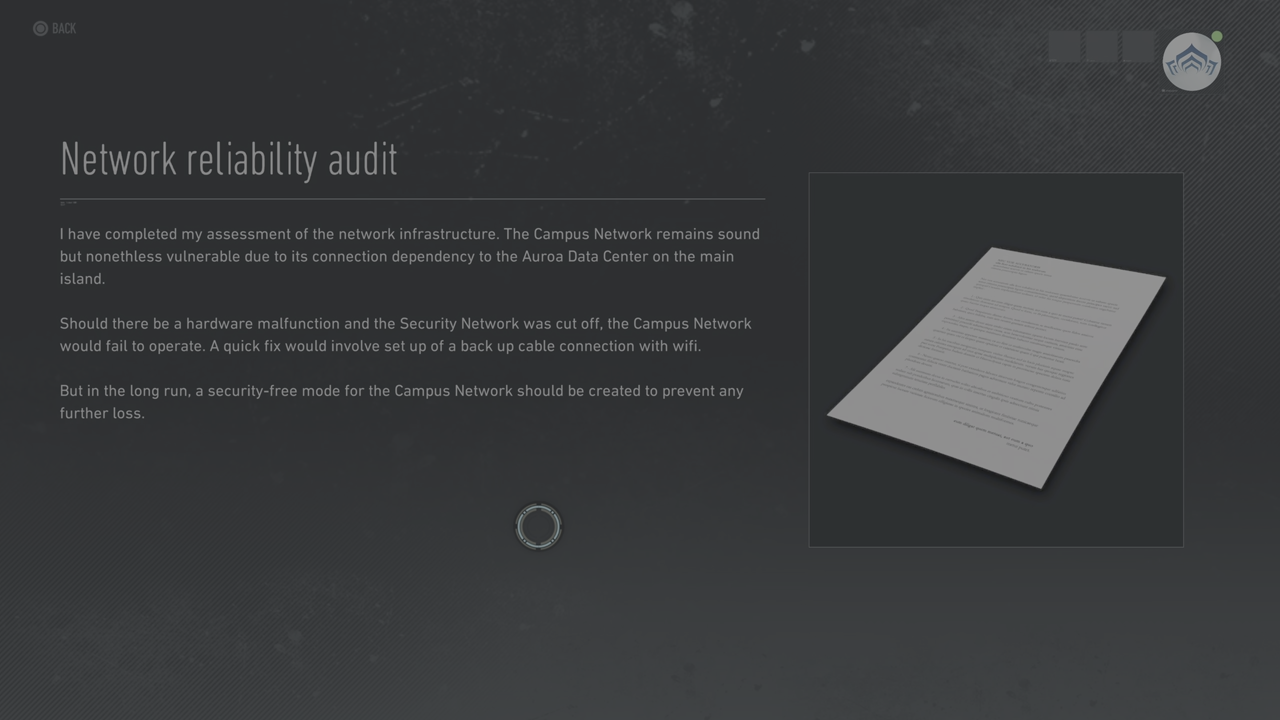 BACK
Network reliability audit
I have completed my assessment of the network infrastructure. The Campus Network remains sound
but nonethless vulnerable due to its connection dependency to the Auroa Data Center on the main
island.
Should there be a hardware malfunction and the Security Network was cut off, the Campus Network
would fail to operate. A quick fix would involve set up of a back up cable connection with wifi.
But in the long run, a security-free mode for the Campus Network should be created to prevent any
further loss.